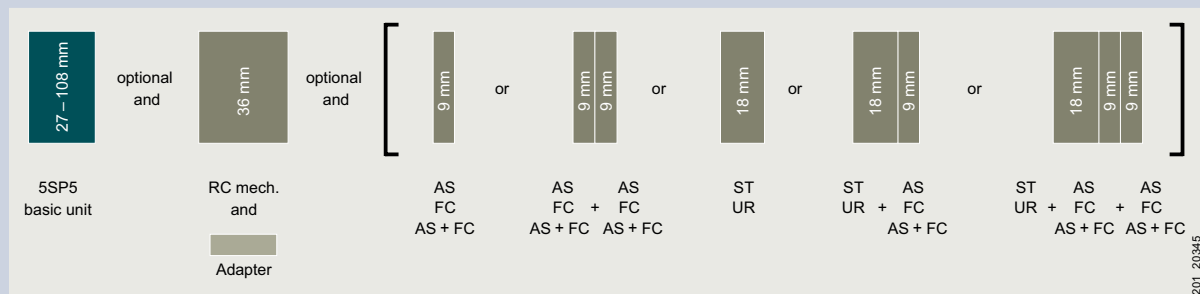 27 – 108 mm
optional
and
36 mm
optional
and
9 mm
or
9 mm
9 mm
or
18 mm
or
18 mm
9 mm
or
18 mm
9 mm
9 mm
5SP5
basic unit
RC mech.
and
Adapter
AS
FC
AS + FC
AS AS
FC + FC
AS + FC AS + FC
ST
UR
ST AS
UR + FC
AS + FC
ST AS AS
UR + FC + FC
AS + FC AS + FC
201_20345